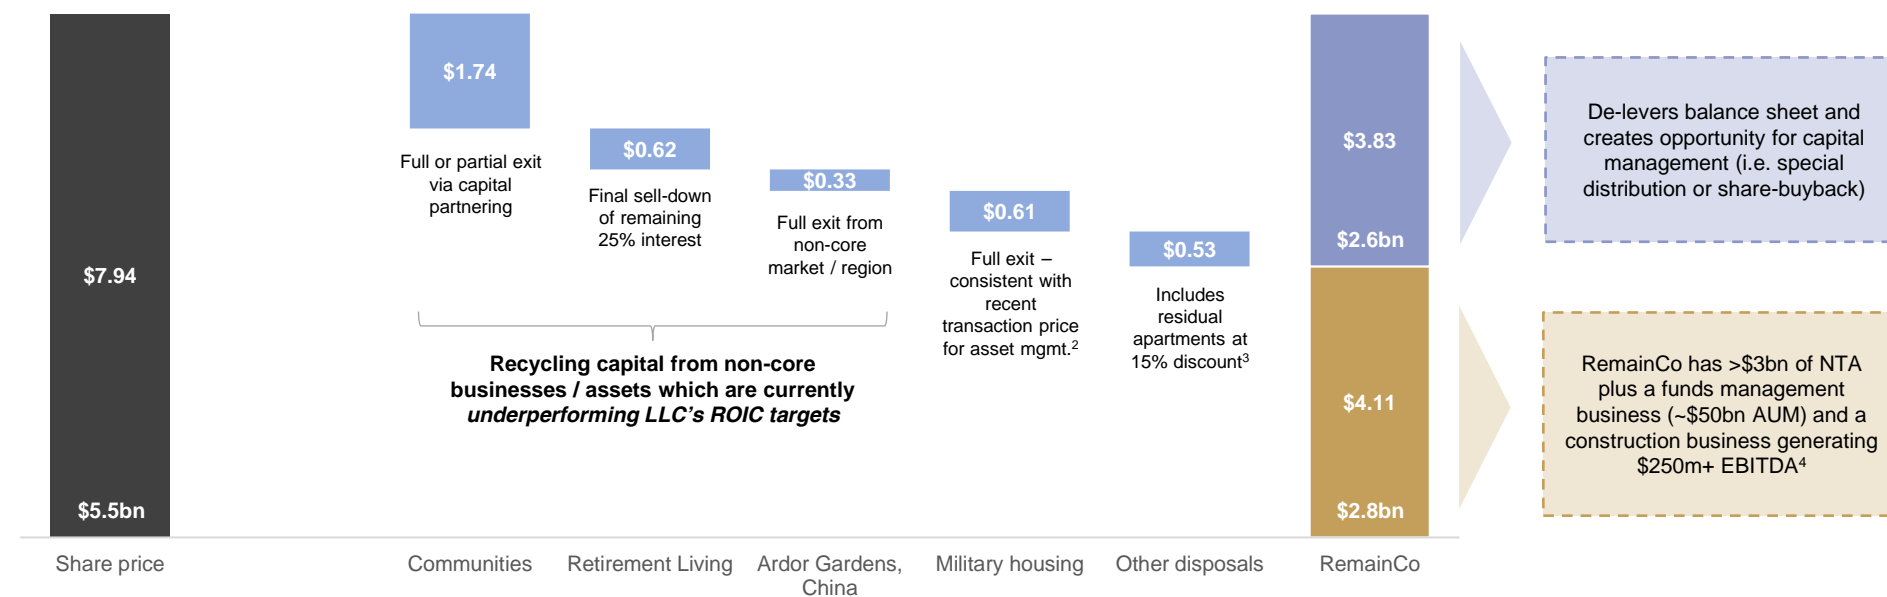 $7.94
$5.5bn
Share price
$1.74
Full or partial exit
via capital
partnering
Communities
$0.62
Final sell-down
of remaining
25% interest
Retirement Living
$0.33
Full exit from
non-core
market / region
Ardor Gardens,
China
Recycling capital from non-core
businesses / assets which are currently
underperforming LLC's ROIC targets
$0.61
Full exit –
consistent with
recent
transaction price
for asset mgmt.2
Military housing
$0.53
Includes
residual
apartments at
15% discount3
Other disposals
$3.83
$2.6bn
$4.11
$2.8bn
RemainCo
De-levers balance sheet and
creates opportunity for capital
management (i.e. special
distribution or share-buyback)
RemainCo has >$3bn of NTA
plus a funds management
business (~$50bn AUM) and a
construction business generating
$250m+ EBITDA4